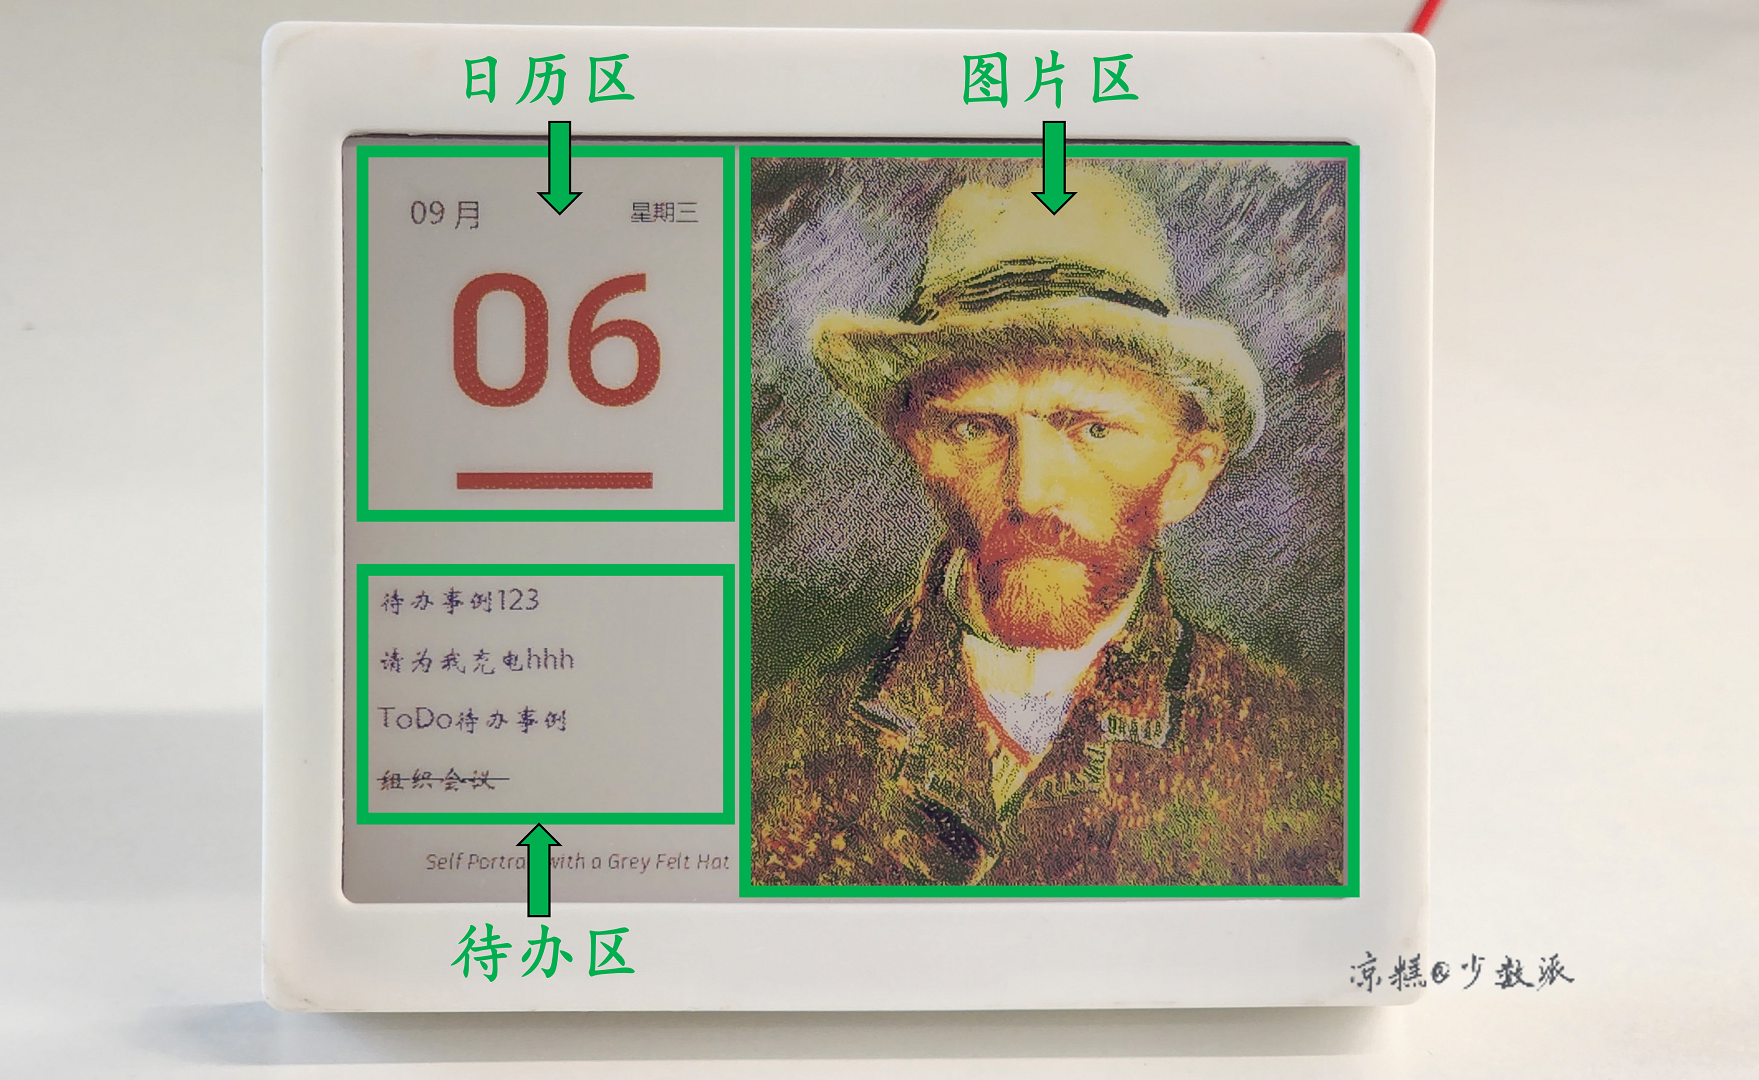 日历区
图片区
09 月
星期三
06
待办事例123
请为我充电hhh
ToDo待办事例
组织会议
Self Portra with a Grey Felt Hat
待办区
凉糕@少数派